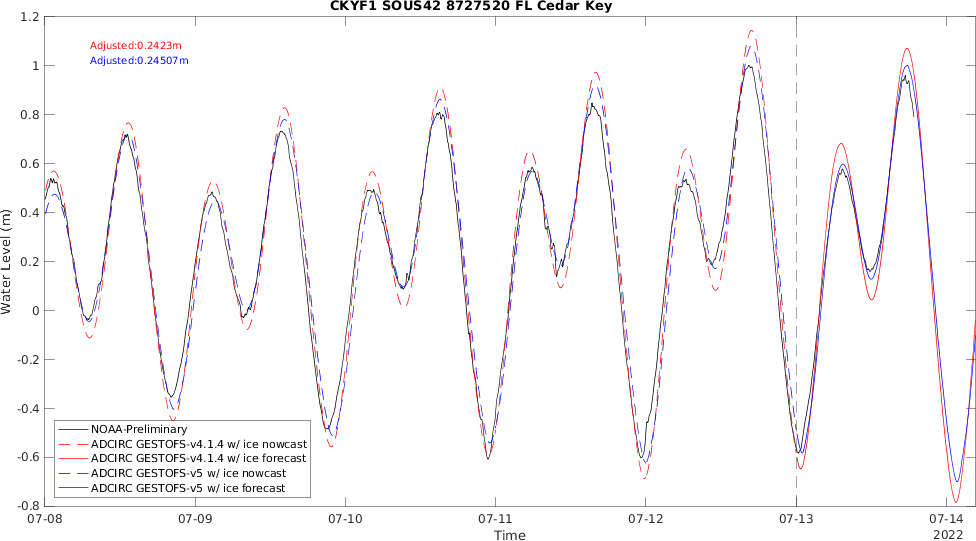 CKYF1 SOUS42 8727520 FL Cedar Key
Adjusted:0.2423m
Adjusted:0.24507m
Water Level (m)
1.2
1
0.8
0.6
0.4
0.2
0
-0.2
-0.4
-0.6
-0.8
NOAA-Preliminary
ADCIRC GESTOFS-v4.1.4 w/ ice nowcast
ADCIRC GESTOFS-v4.1.4 w/ ice forecast
ADCIRC GESTOFS-v5 w/ ice nowcast
ADCIRC GESTOFS-v5 w/ ice forecast
07-08 07-09 07-10 07-11 07-12 07-13 07-14
Time
2022